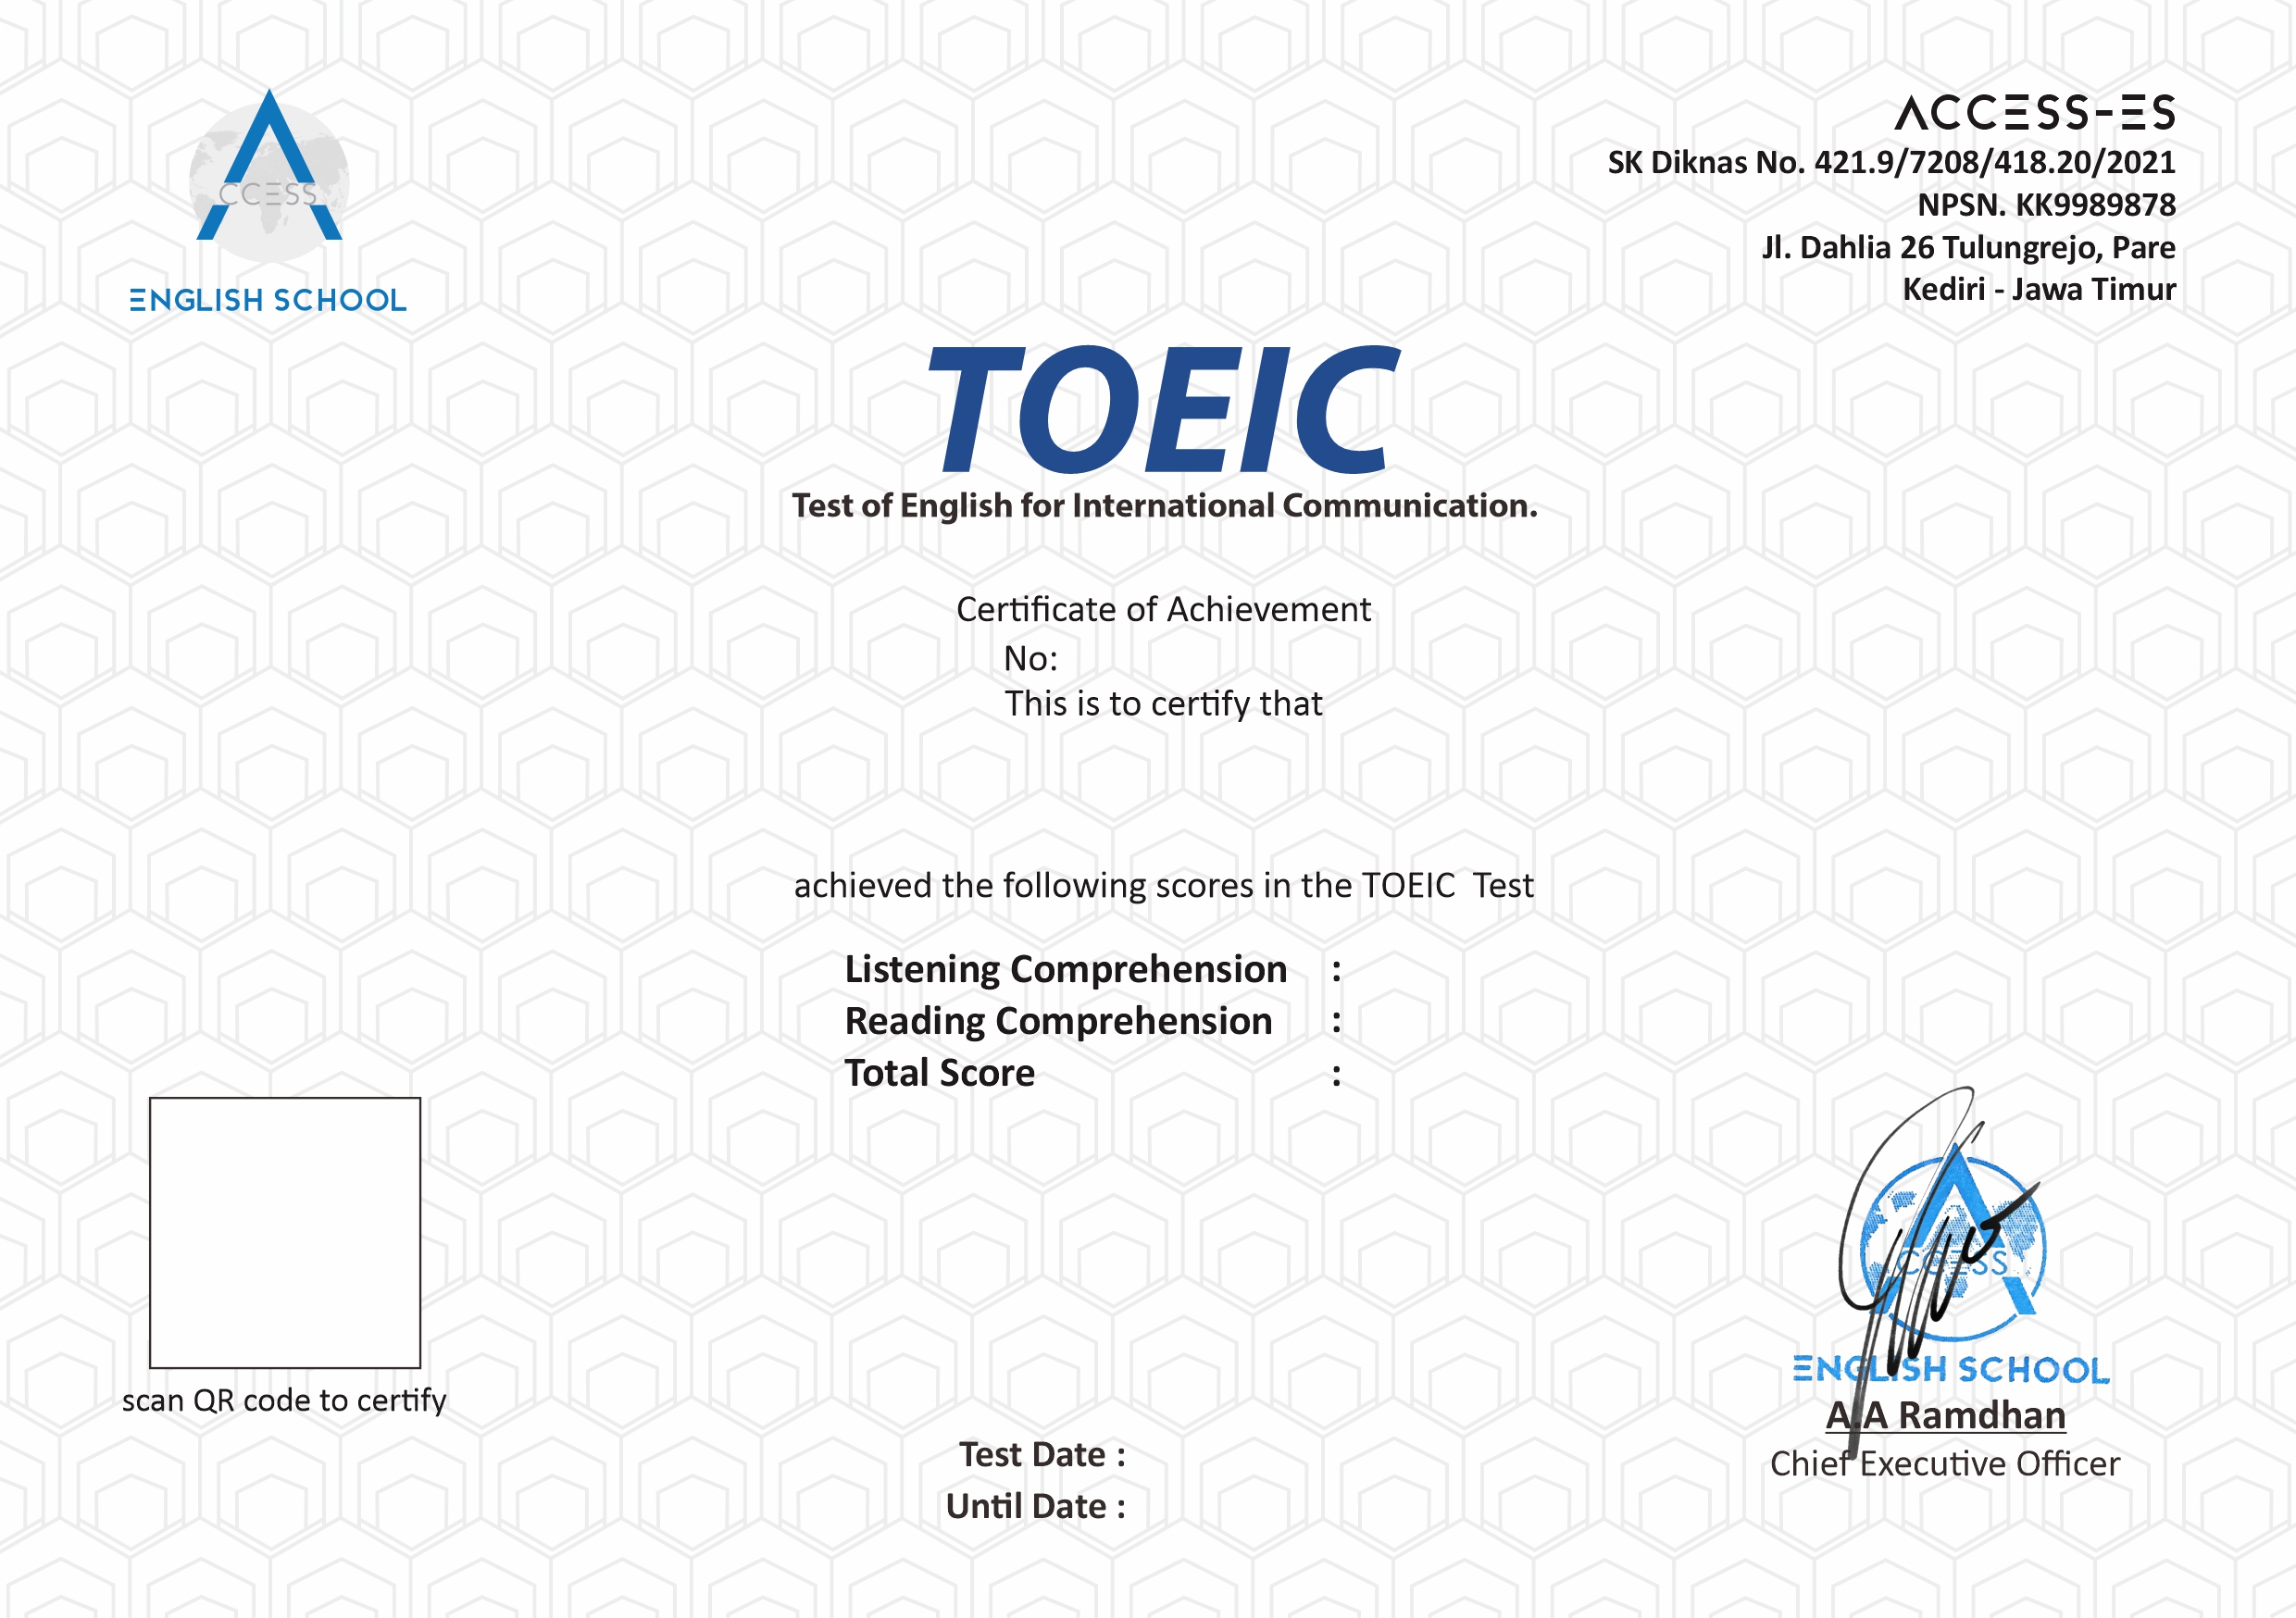 ACCESS
ENGLISH SCHOOL
ACCESS-ES
SK Diknas No. 421.9/7208/418.20/2021
NPSN. KK9989878
Jl. Dahlia 26 Tulungrejo, Pare
Kediri - Jawa Timur
TOEIC
Test of English for International Communication.
Certificate of Achievement
No:
This is to certify that
achieved the following scores in the TOEIC Test
Listening Comprehension :
Reading Comprehension :
Total Score :
scan QR code to certify
Test Date :
Until Date :
ACCESS
ENGLISH SCHOOL
A.A Ramdhan
Chief Executive Officer